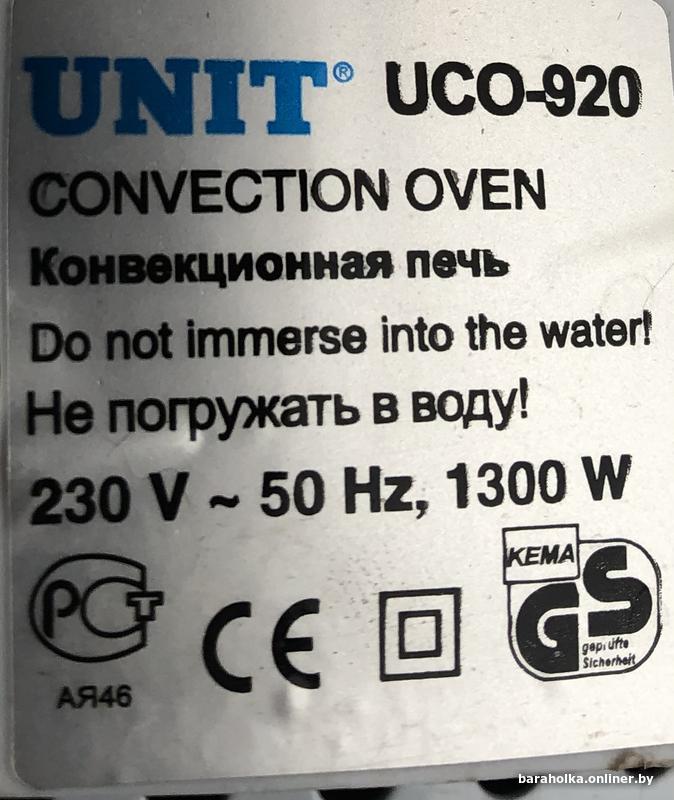 UNIT® UCO-920
CONVECTION OVEN
Конвекционная печь
Do not immerse into the water!
Не погружать в воду!
230 V ~ 50 Hz, 1300 W
РСТ
АЯ46
CE
KEMA
GS
geprüfte
Sicherheit
baraholka.onliner.by